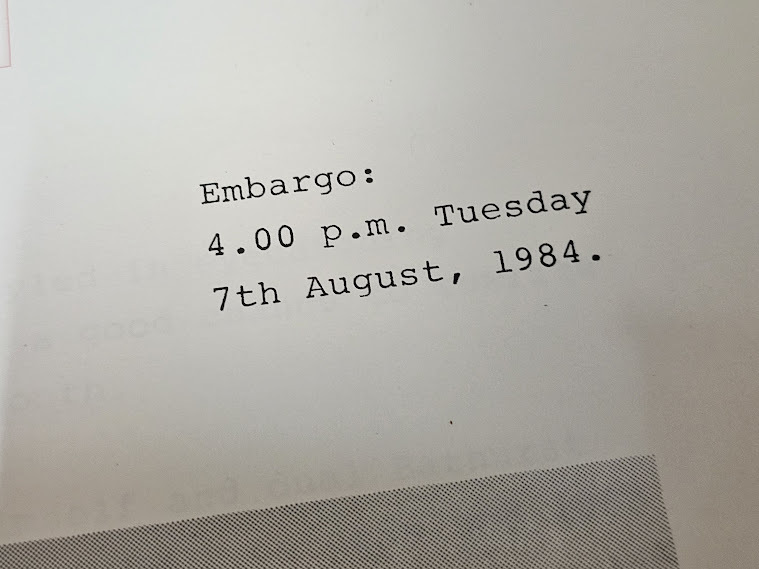 Embargo:
4.00 p.m. Tuesday
7th August, 1984.